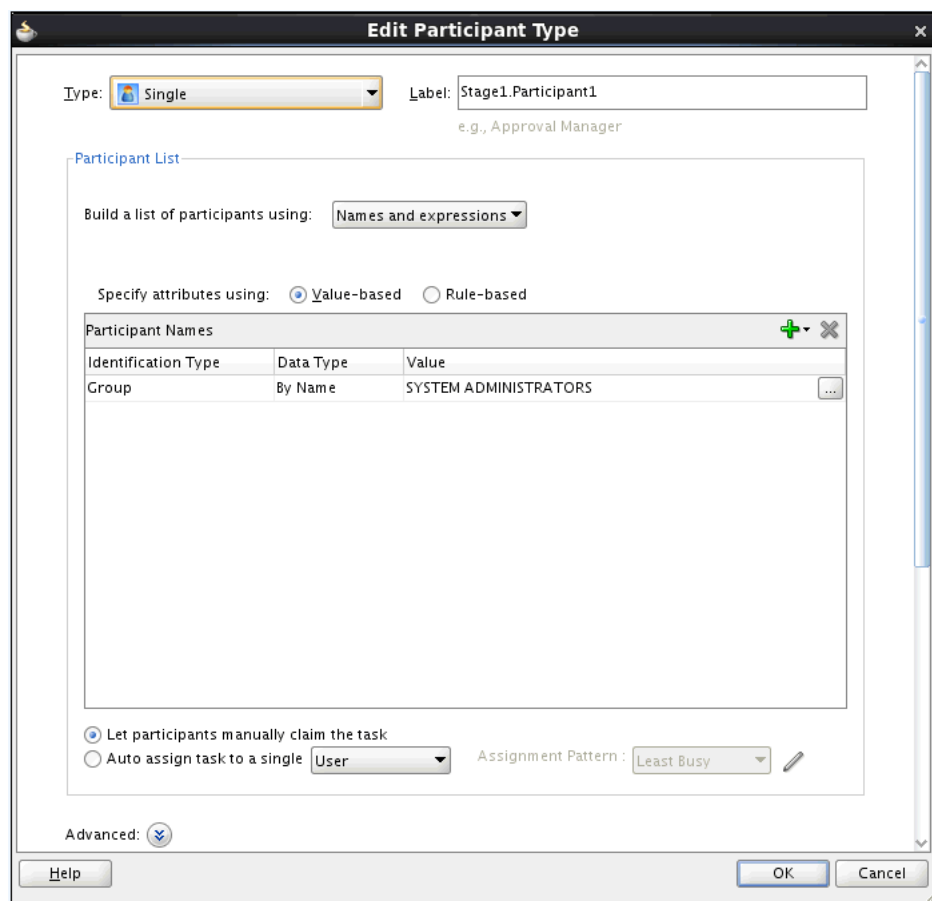 Edit Participant Type
Type: Single Label: Stage1.Participant1
e.g., Approval Manager
Participant List
Build a list of participants using: Names and expressions
Specify attributes using: Value-based Rule-based
Participant Names
Identification Type Data Type Value
Group By Name SYSTEM ADMINISTRATORS ...
Let participants manually claim the task
Auto assign task to a single User Assignment Pattern : Least Busy
Advanced:
Help OK Cancel